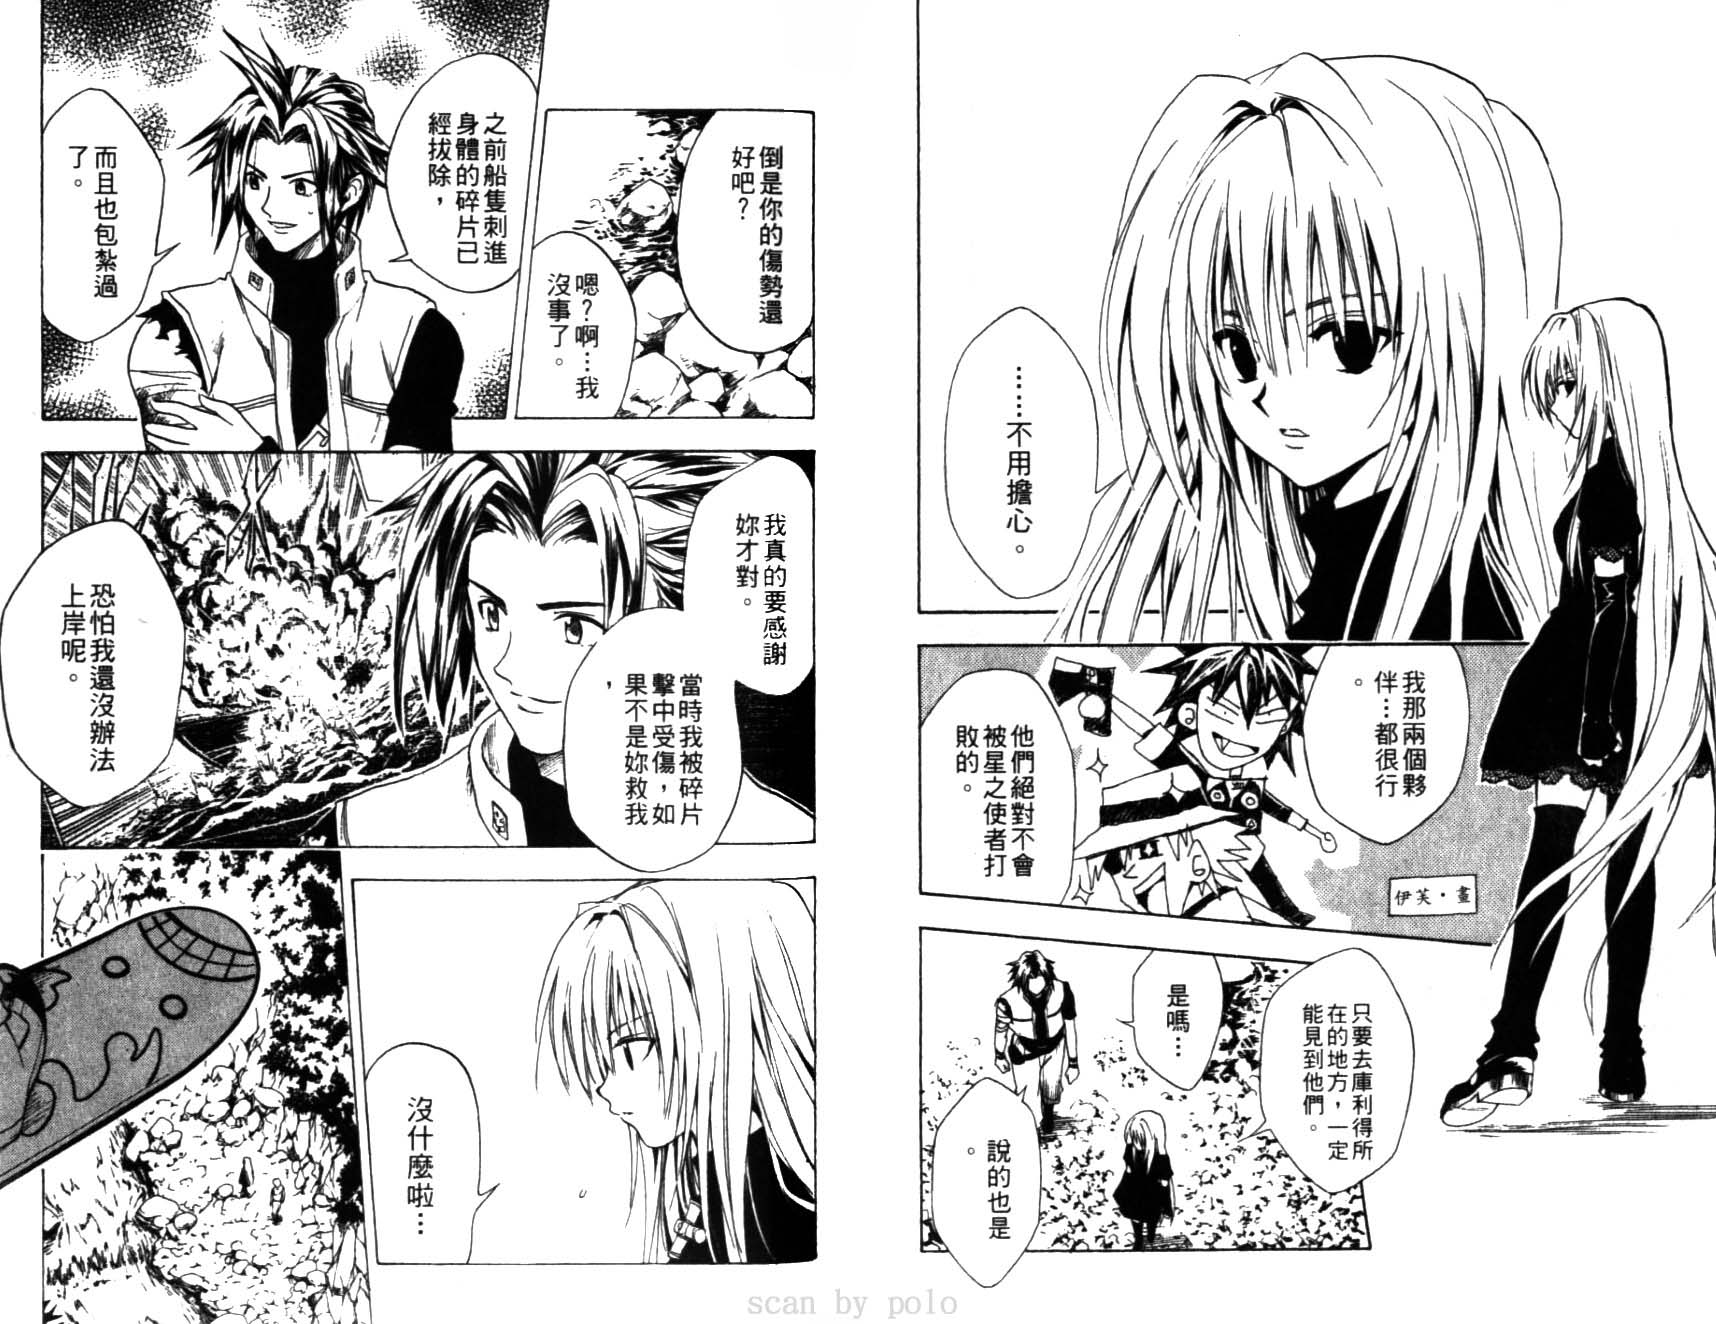 ……不用擔心。
我那兩個夥
伴…都很行
。
他們絕對不會
被星之使者打
敗的。
伊芙・畫
只要去庫利得所
在的地方，一定
能見到他們。
是嗎…
說的也是
。
倒是你的傷勢還
好吧？
嗯？啊…我
沒事了。
之前船隻刺進
身體的碎片已
經拔除，
而且也包紮過
了。
我真的要感謝
妳才對。
當時我被碎片
擊中受傷，如
果不是妳救我
，
恐怕我還沒辦法
上岸呢。
沒什麼啦…
scan by polo